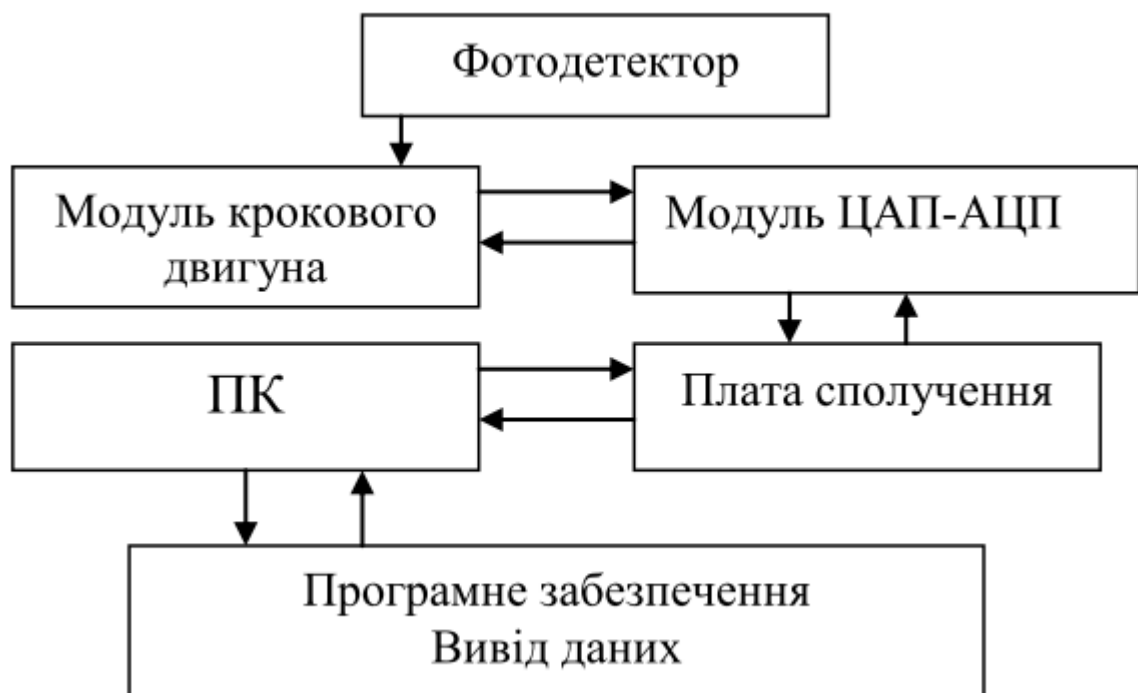 Фотодетектор
Модуль крокового
двигуна
Модуль ЦАП-АЦП
ПК
Плата сполучення
Програмне забезпечення
Вивід даних